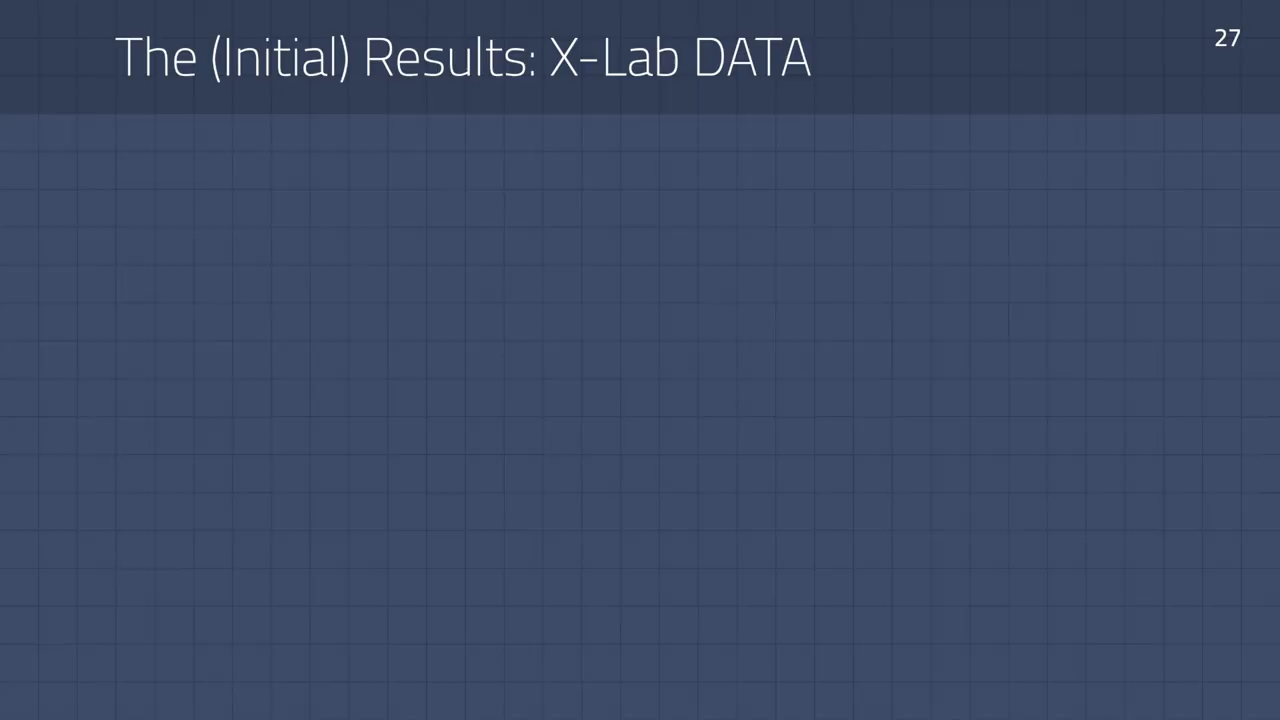 The (Initial) Results: X-Lab DATA
27